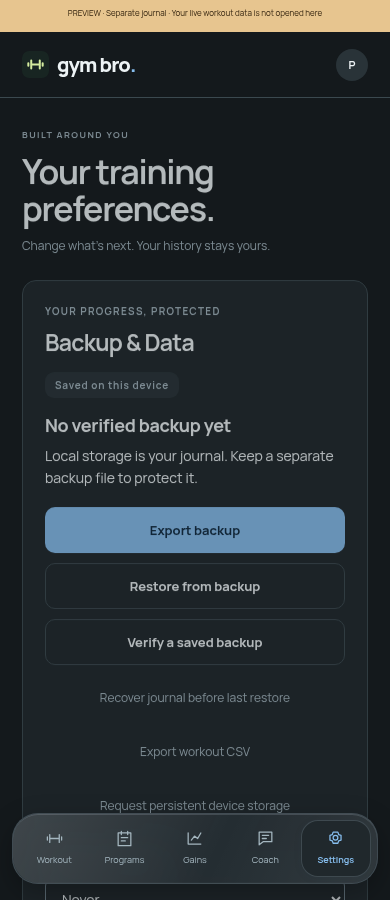 PREVIEW · Separate journal · Your live workout data is not opened here
gym bro.
P
BUILT AROUND YOU
Your training
preferences.
Change what's next. Your history stays yours.
YOUR PROGRESS, PROTECTED
Backup & Data
Saved on this device
No verified backup yet
Local storage is your journal. Keep a separate
backup file to protect it.
Export backup
Restore from backup
Verify a saved backup
Recover journal before last restore
Export workout CSV
Request persistent device storage
Workout
Programs
Gains
Coach
Settings
Never